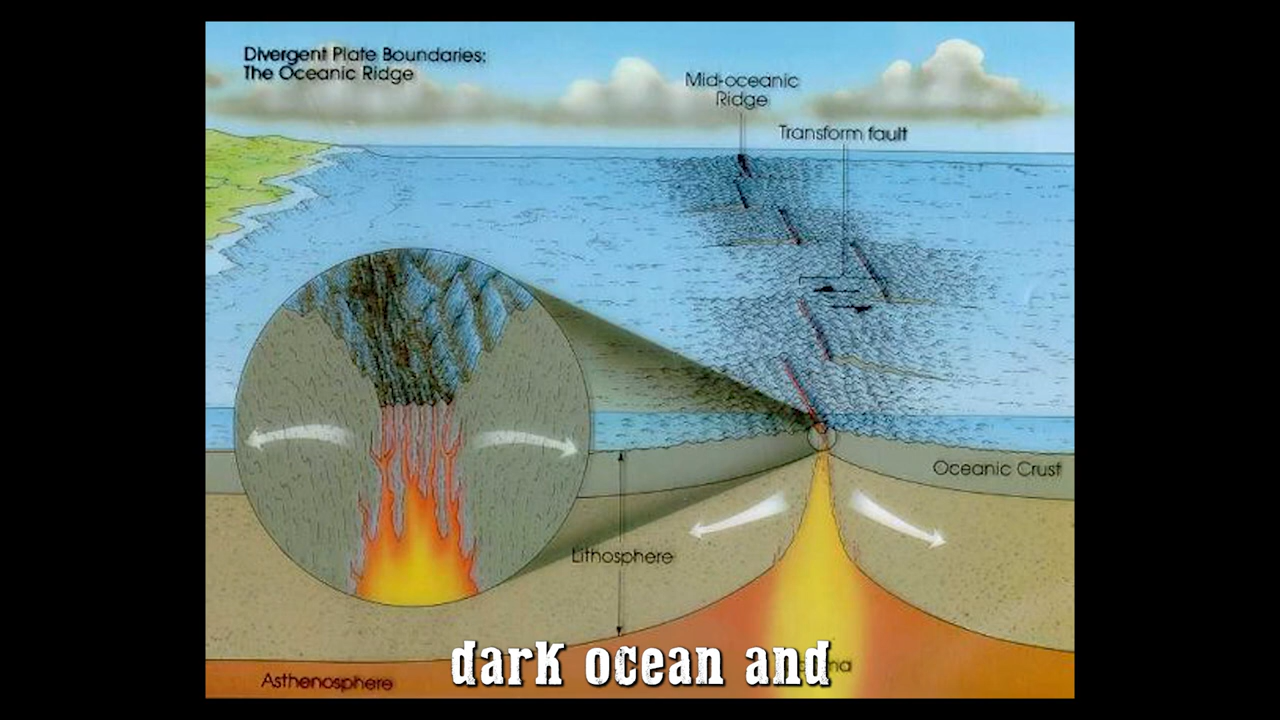 Divergent Plate Boundaries:
The Oceanic Ridge
Mid-oceanic
Ridge
Transform fault
Oceanic Crust
Lithosphere
dark ocean and
Asthenosphere